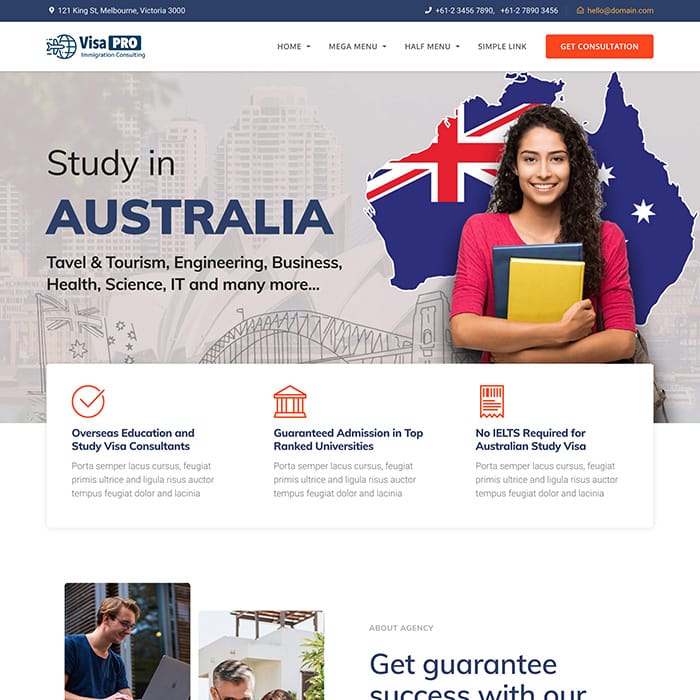 121 King St, Melbourne, Victoria 3000
+61-2 3456 7890, +61-2 7890 3456
hello@domain.com
Visa PRO
Immigration Consulting
HOME MEGA MENU HALF MENU SIMPLE LINK
GET CONSULTATION
Study in
AUSTRALIA
Tavel & Tourism, Engineering, Business,
Health, Science, IT and many more...
Overseas Education and
Study Visa Consultants
Porta semper lacus cursus, feugiat
primis ultrice and ligula risus auctor
tempus feugiat dolor and lacinia
Guaranteed Admission in Top
Ranked Universities
Porta semper lacus cursus, feugiat
primis ultrice and ligula risus auctor
tempus feugiat dolor and lacinia
No IELTS Required for
Australian Study Visa
Porta semper lacus cursus, feugiat
primis ultrice and ligula risus auctor
tempus feugiat dolor and lacinia
ABOUT AGENCY
Get guarantee
success with our